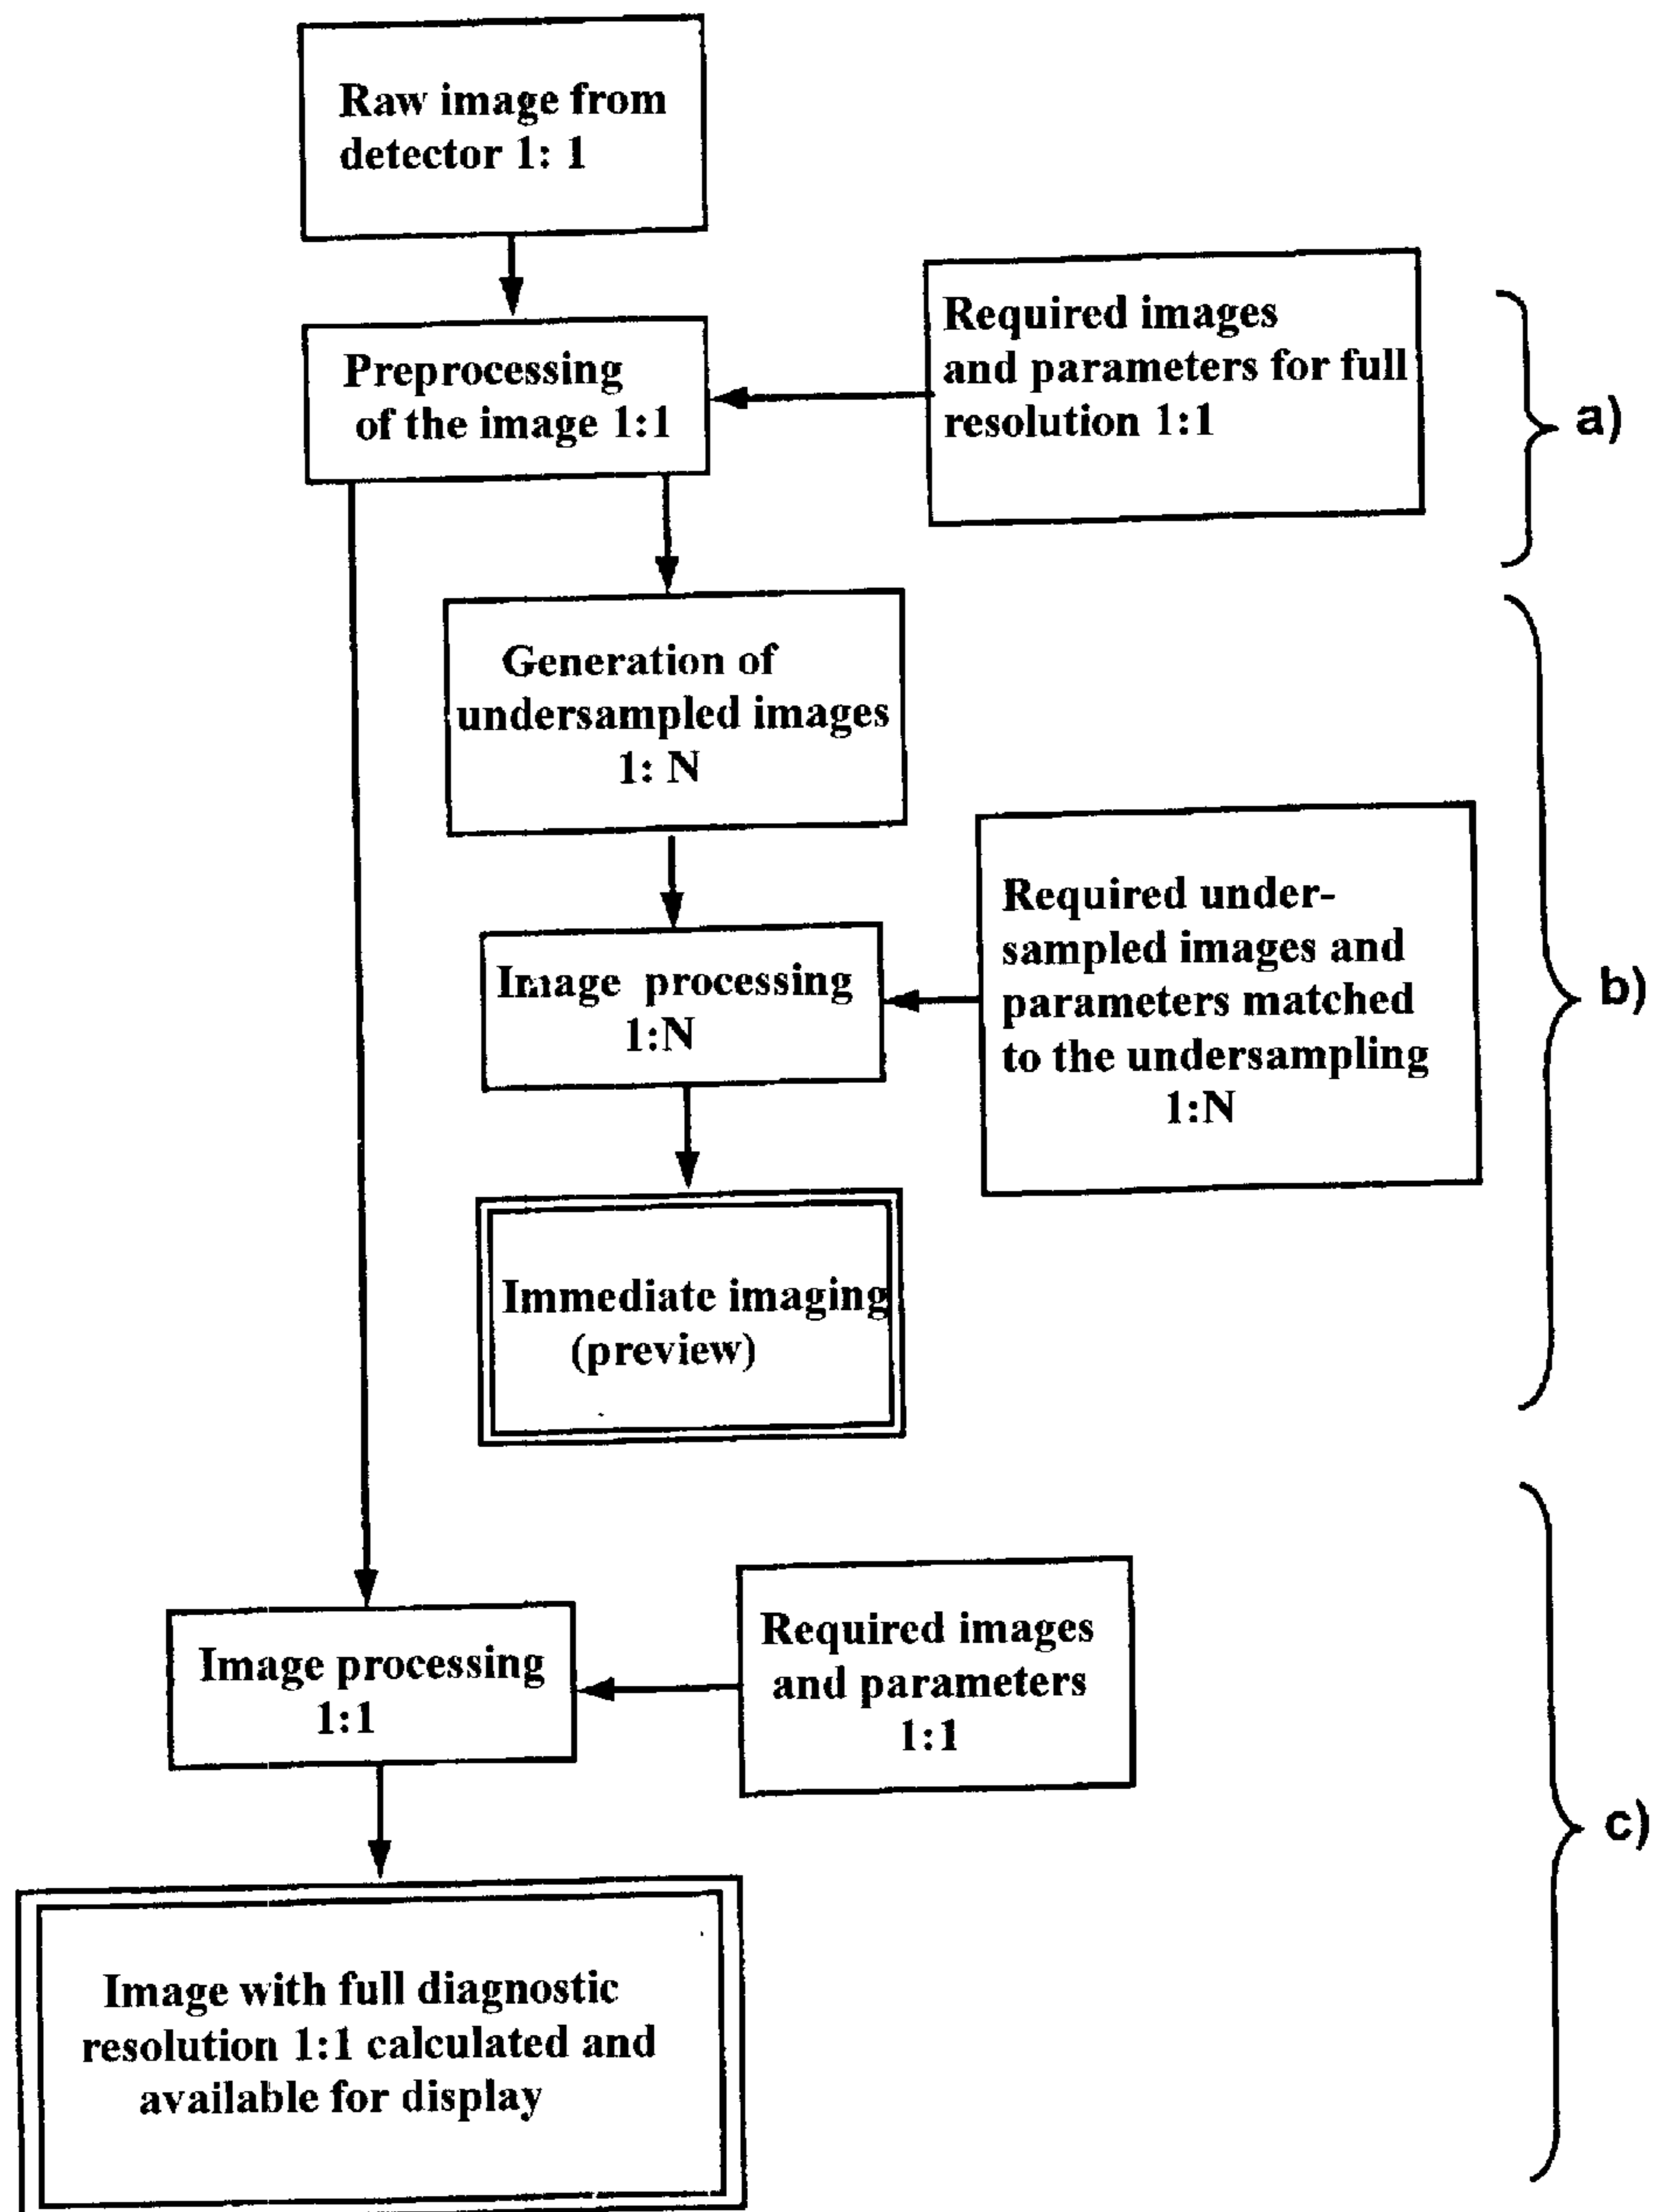 Raw image from
detector 1: 1
Preprocessing
of the image 1:1
Required images
and parameters for full
resolution 1:1
a)
Generation of
undersampled images
1: N
Image processing
1:N
Required under-
sampled images and
parameters matched
to the undersampling
1:N
b)
Immediate imaging
(preview)
Image processing
1:1
Required images
and parameters
1:1
c)
Image with full diagnostic
resolution 1:1 calculated and
available for display